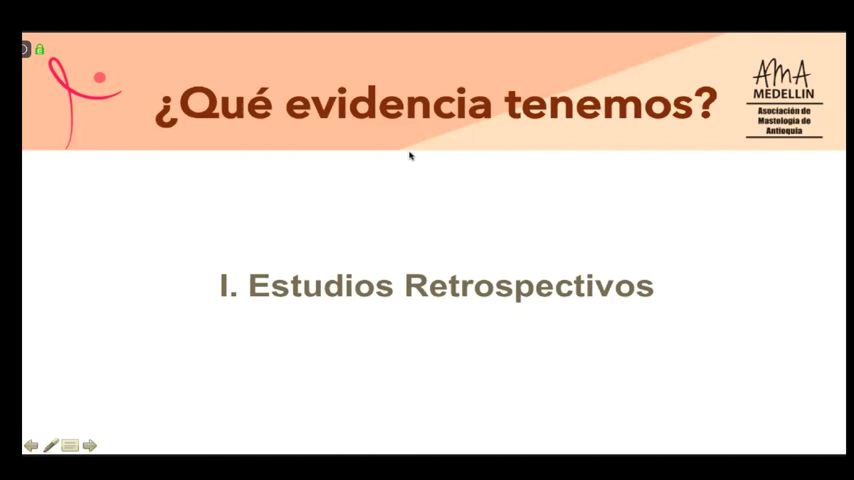 ¿Qué evidencia tenemos?
AMA
MEDELLIN
Asociación de
Mastología de
Antioquia
I. Estudios Retrospectivos